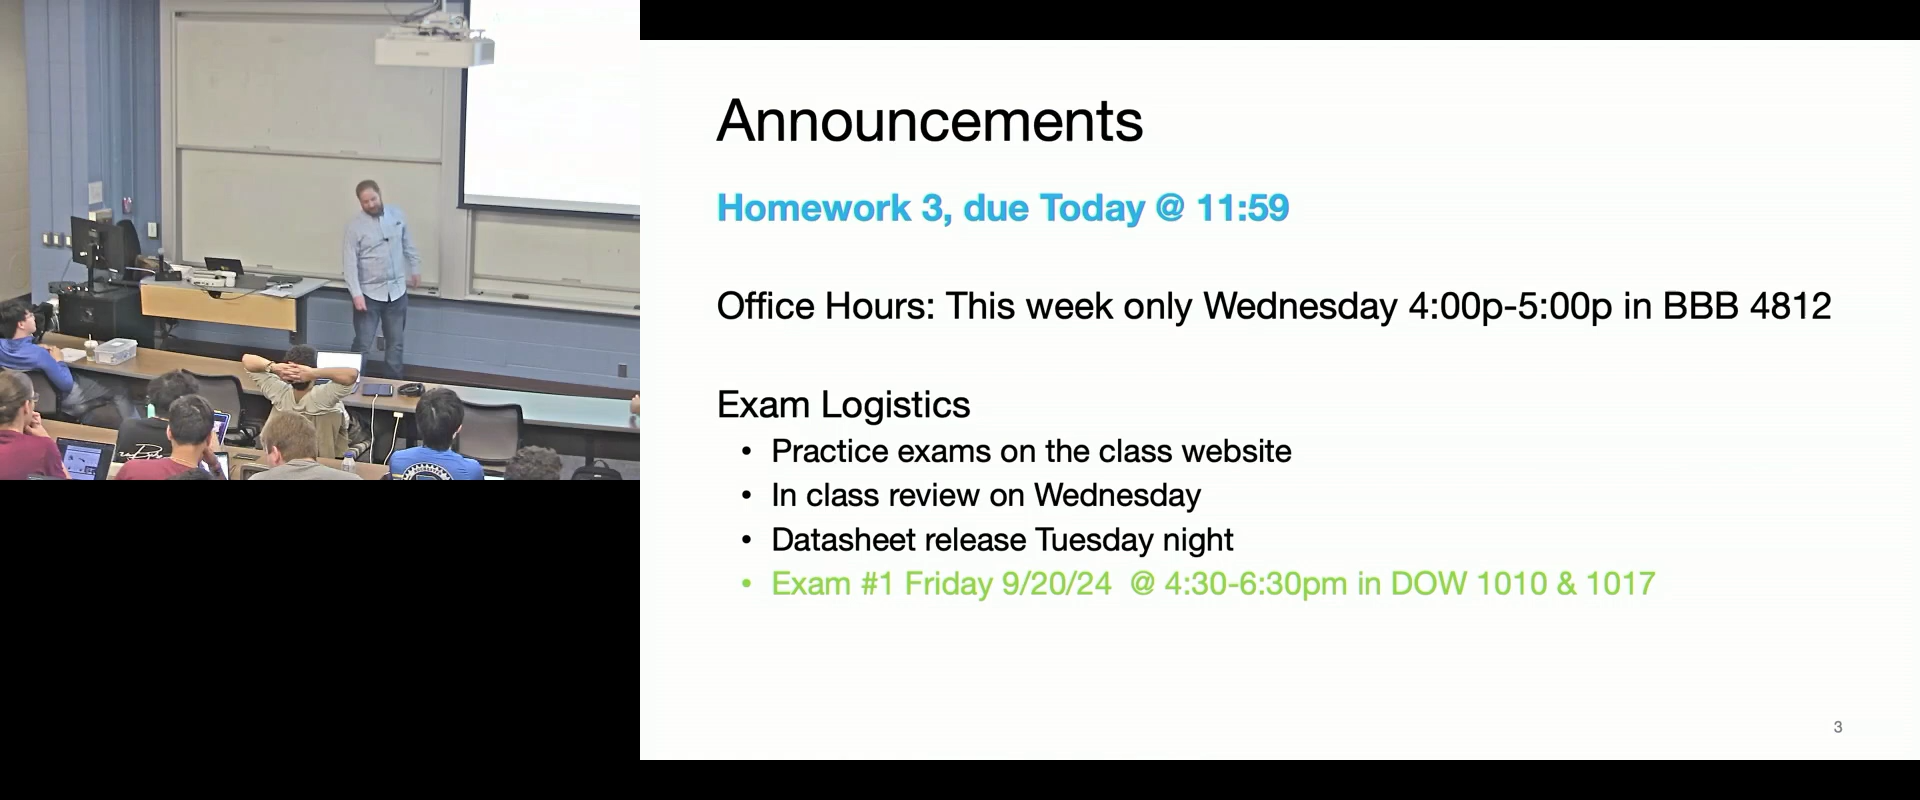 Announcements
Homework 3, due Today @ 11:59
Office Hours: This week only Wednesday 4:00p-5:00p in BBB 4812
Exam Logistics
• Practice exams on the class website
• In class review on Wednesday
• Datasheet release Tuesday night
• Exam #1 Friday 9/20/24 @ 4:30-6:30pm in DOW 1010 & 1017
3